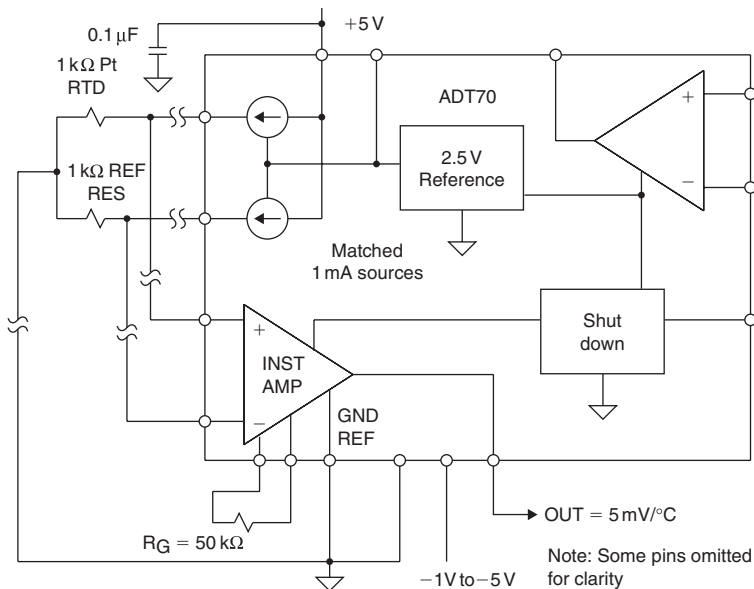 +5 V
0.1 µF
1 kΩ Pt
RTD
ADT70
+
2.5 V
Reference
1 kΩ REF
RES
−
Matched
1 mA sources
+
Shut
down
INST
AMP
−
GND
REF
OUT = 5 mV/°C
RG = 50 kΩ
Note: Some pins omitted
for clarity
−1 V to −5 V